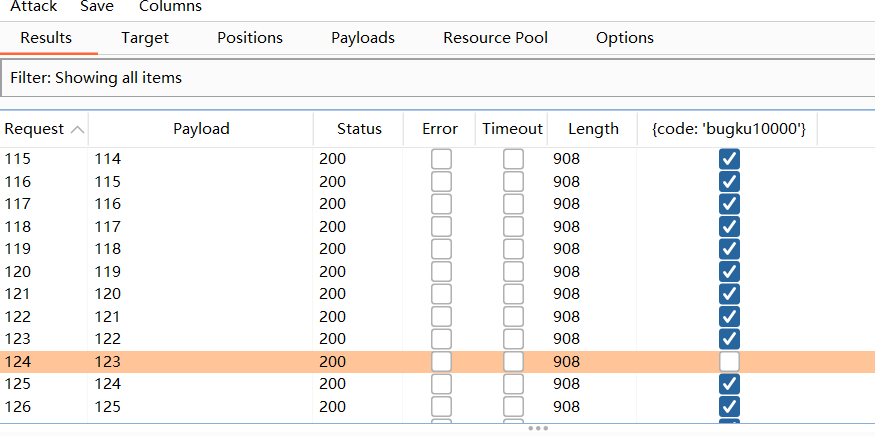 Attack Save Columns
Results Target Positions Payloads Resource Pool Options
Filter: Showing all items
Request Payload Status Error Timeout Length {code: 'bugku10000'}
115 114 200 908
116 115 200 908
117 116 200 908
118 117 200 908
119 118 200 908
120 119 200 908
121 120 200 908
122 121 200 908
123 122 200 908
124 123 200 908
125 124 200 908
126 125 200 908